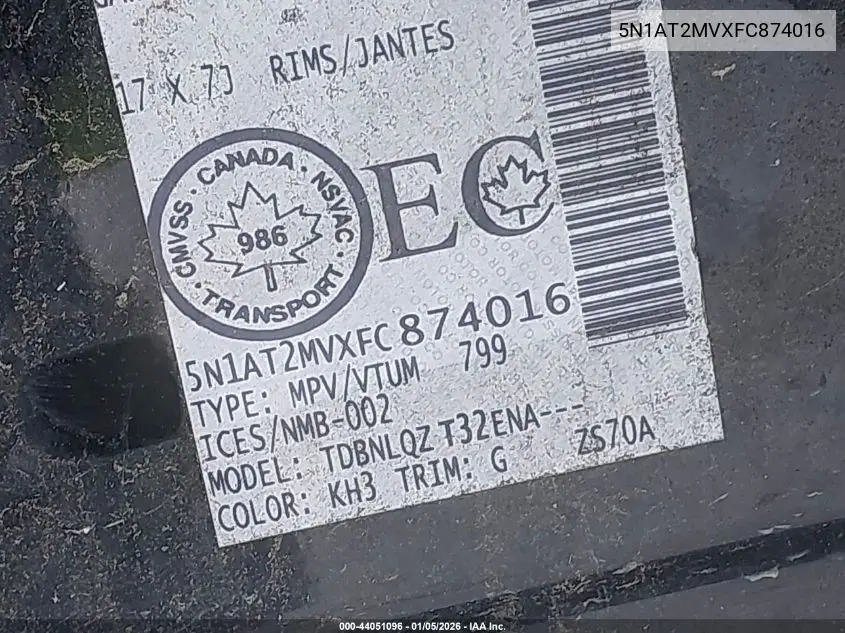 5N1AT2MVXFC874016
17 X 7J RIMS/JANTES
CMVSS · CANADA · NSVAC · TRANSPORT
986
EC
5N1AT2MVXFC874016
TYPE: MPV/VTUM 799
ICES/NMB-002
MODEL: TDBNLQZ T32ENA---
COLOR: KH3 TRIM: G ZS70A
000-44051096 - 01/05/2026 - IAA Inc.